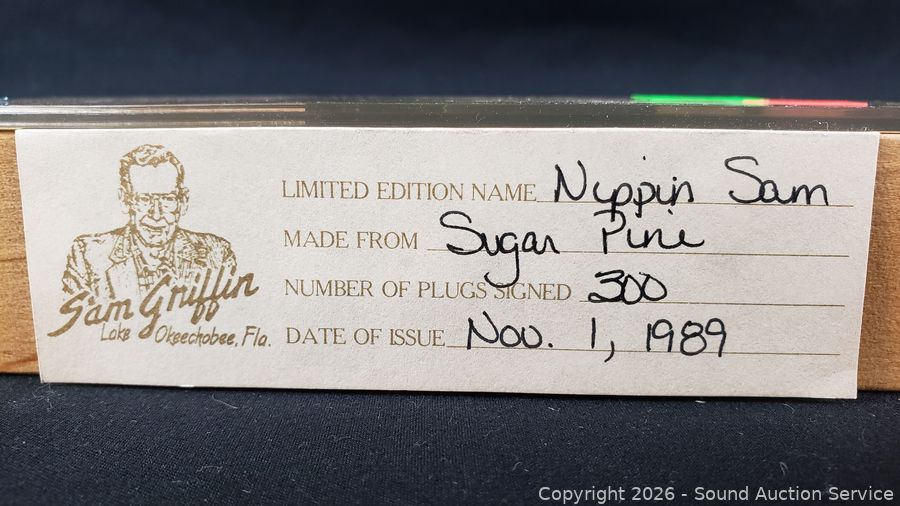 LIMITED EDITION NAME Nippin Sam
MADE FROM Sugar Pine
NUMBER OF PLUGS SIGNED 300
DATE OF ISSUE Nov. 1, 1989
Sam Griffin
Lake Okeechobee, Fla.
Copyright 2026 - Sound Auction Service